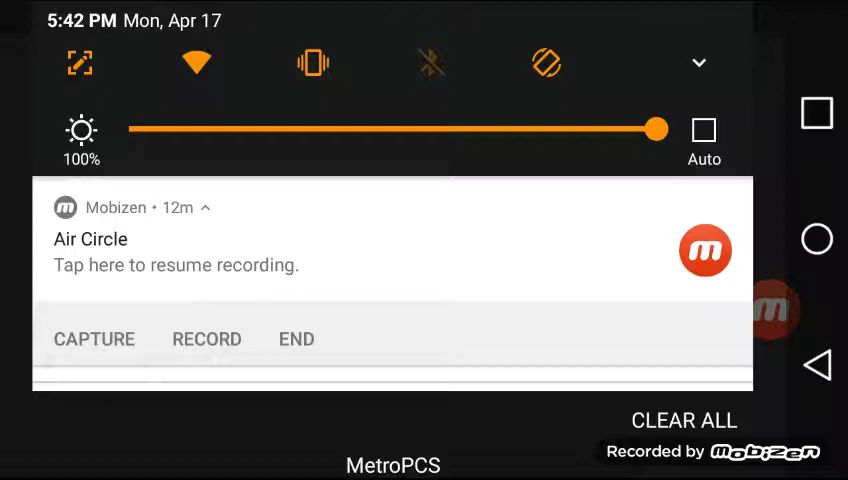 5:42 PM Mon, Apr 17
100%
Auto
Mobizen • 12m
Air Circle
Tap here to resume recording.
CAPTURE RECORD END
CLEAR ALL
Recorded by mobizen
MetroPCS